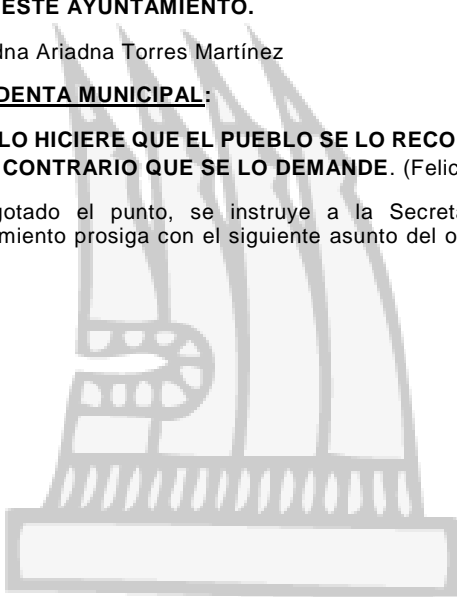 ESTE AYUNTAMIENTO.
dna Ariadna Torres Martínez
DENTA MUNICIPAL:
LO HICIERE QUE EL PUEBLO SE LO RECO
CONTRARIO QUE SE LO DEMANDE. (Felic
gotado el punto, se instruye a la Secreta
miento prosiga con el siguiente asunto del o